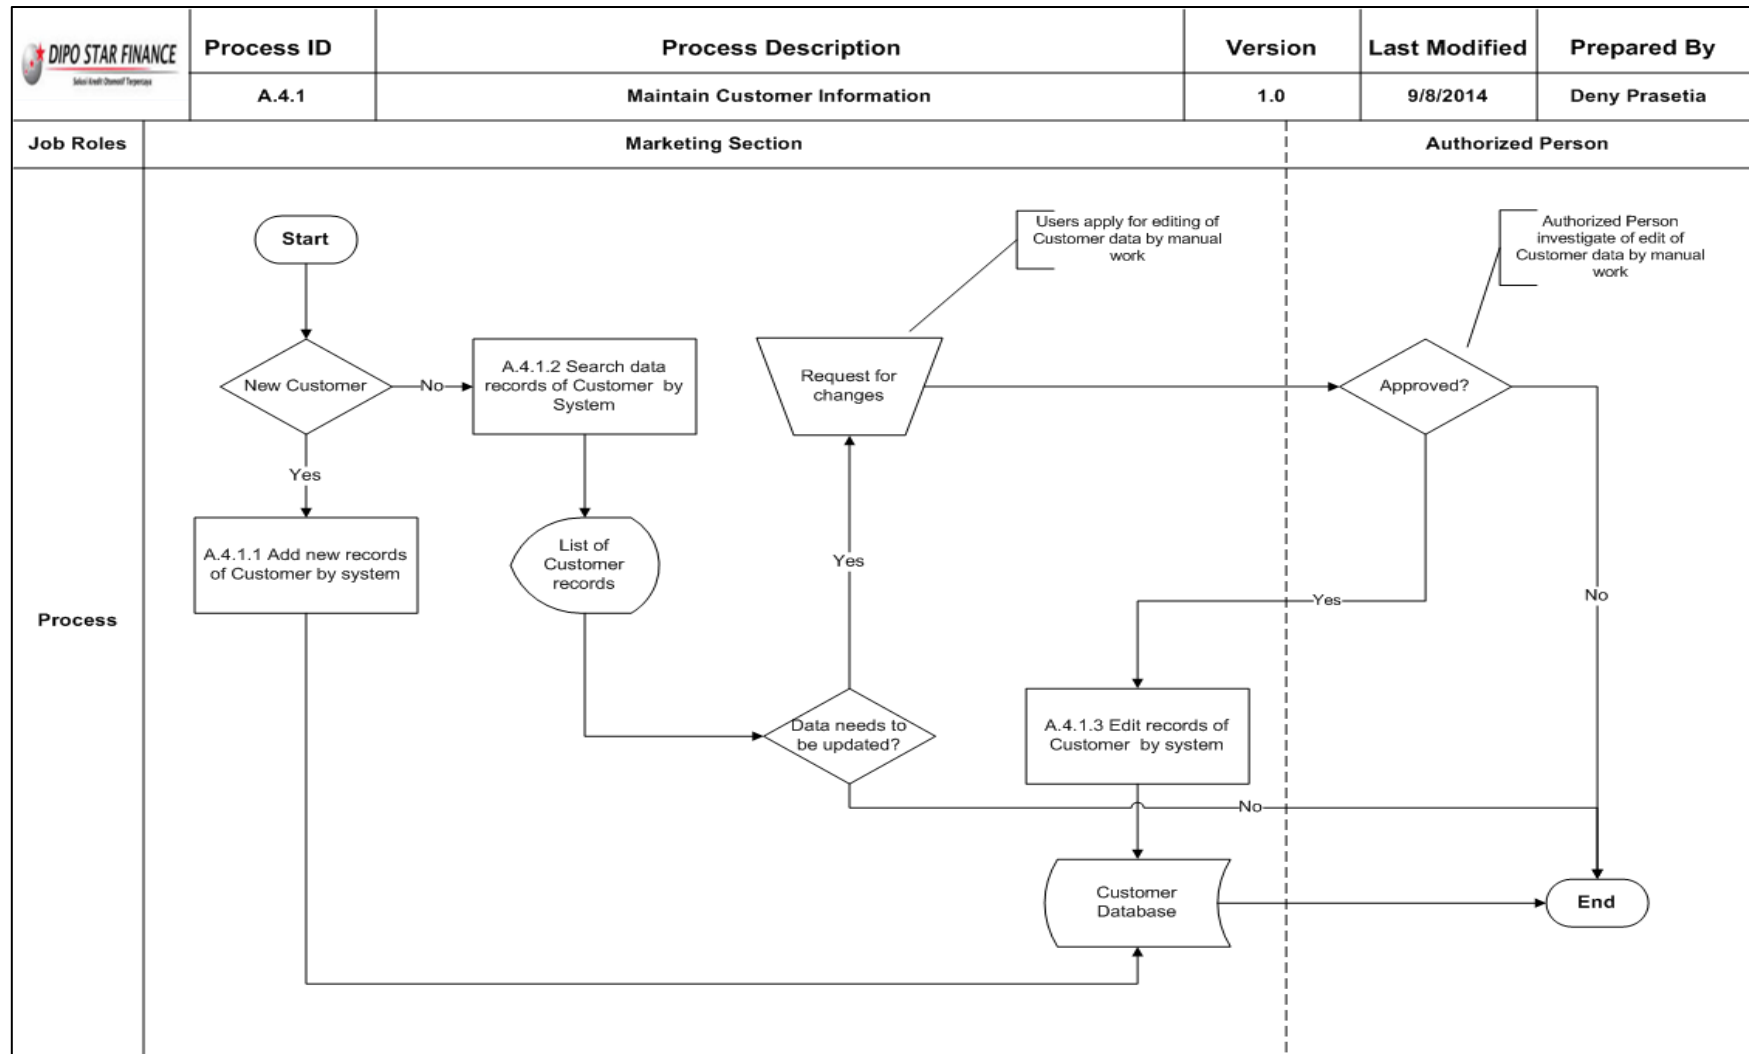 DIPO STAR FINANCE
Solusi Kredit Otomotif Terpercaya
Process ID
Process Description
Version
Last Modified
Prepared By
A.4.1
Maintain Customer Information
1.0
9/8/2014
Deny Prasetia
Job Roles
Marketing Section
Authorized Person
Process
Start
Users apply for editing of
Customer data by manual
work
Authorized Person
investigate of edit of
Customer data by manual
work
New Customer
No
A.4.1.2 Search data
records of Customer by
System
Request for
changes
Approved?
Yes
A.4.1.1 Add new records
of Customer by system
List of
Customer
records
Yes
Yes
No
Data needs to
be updated?
A.4.1.3 Edit records of
Customer by system
No
Customer
Database
End